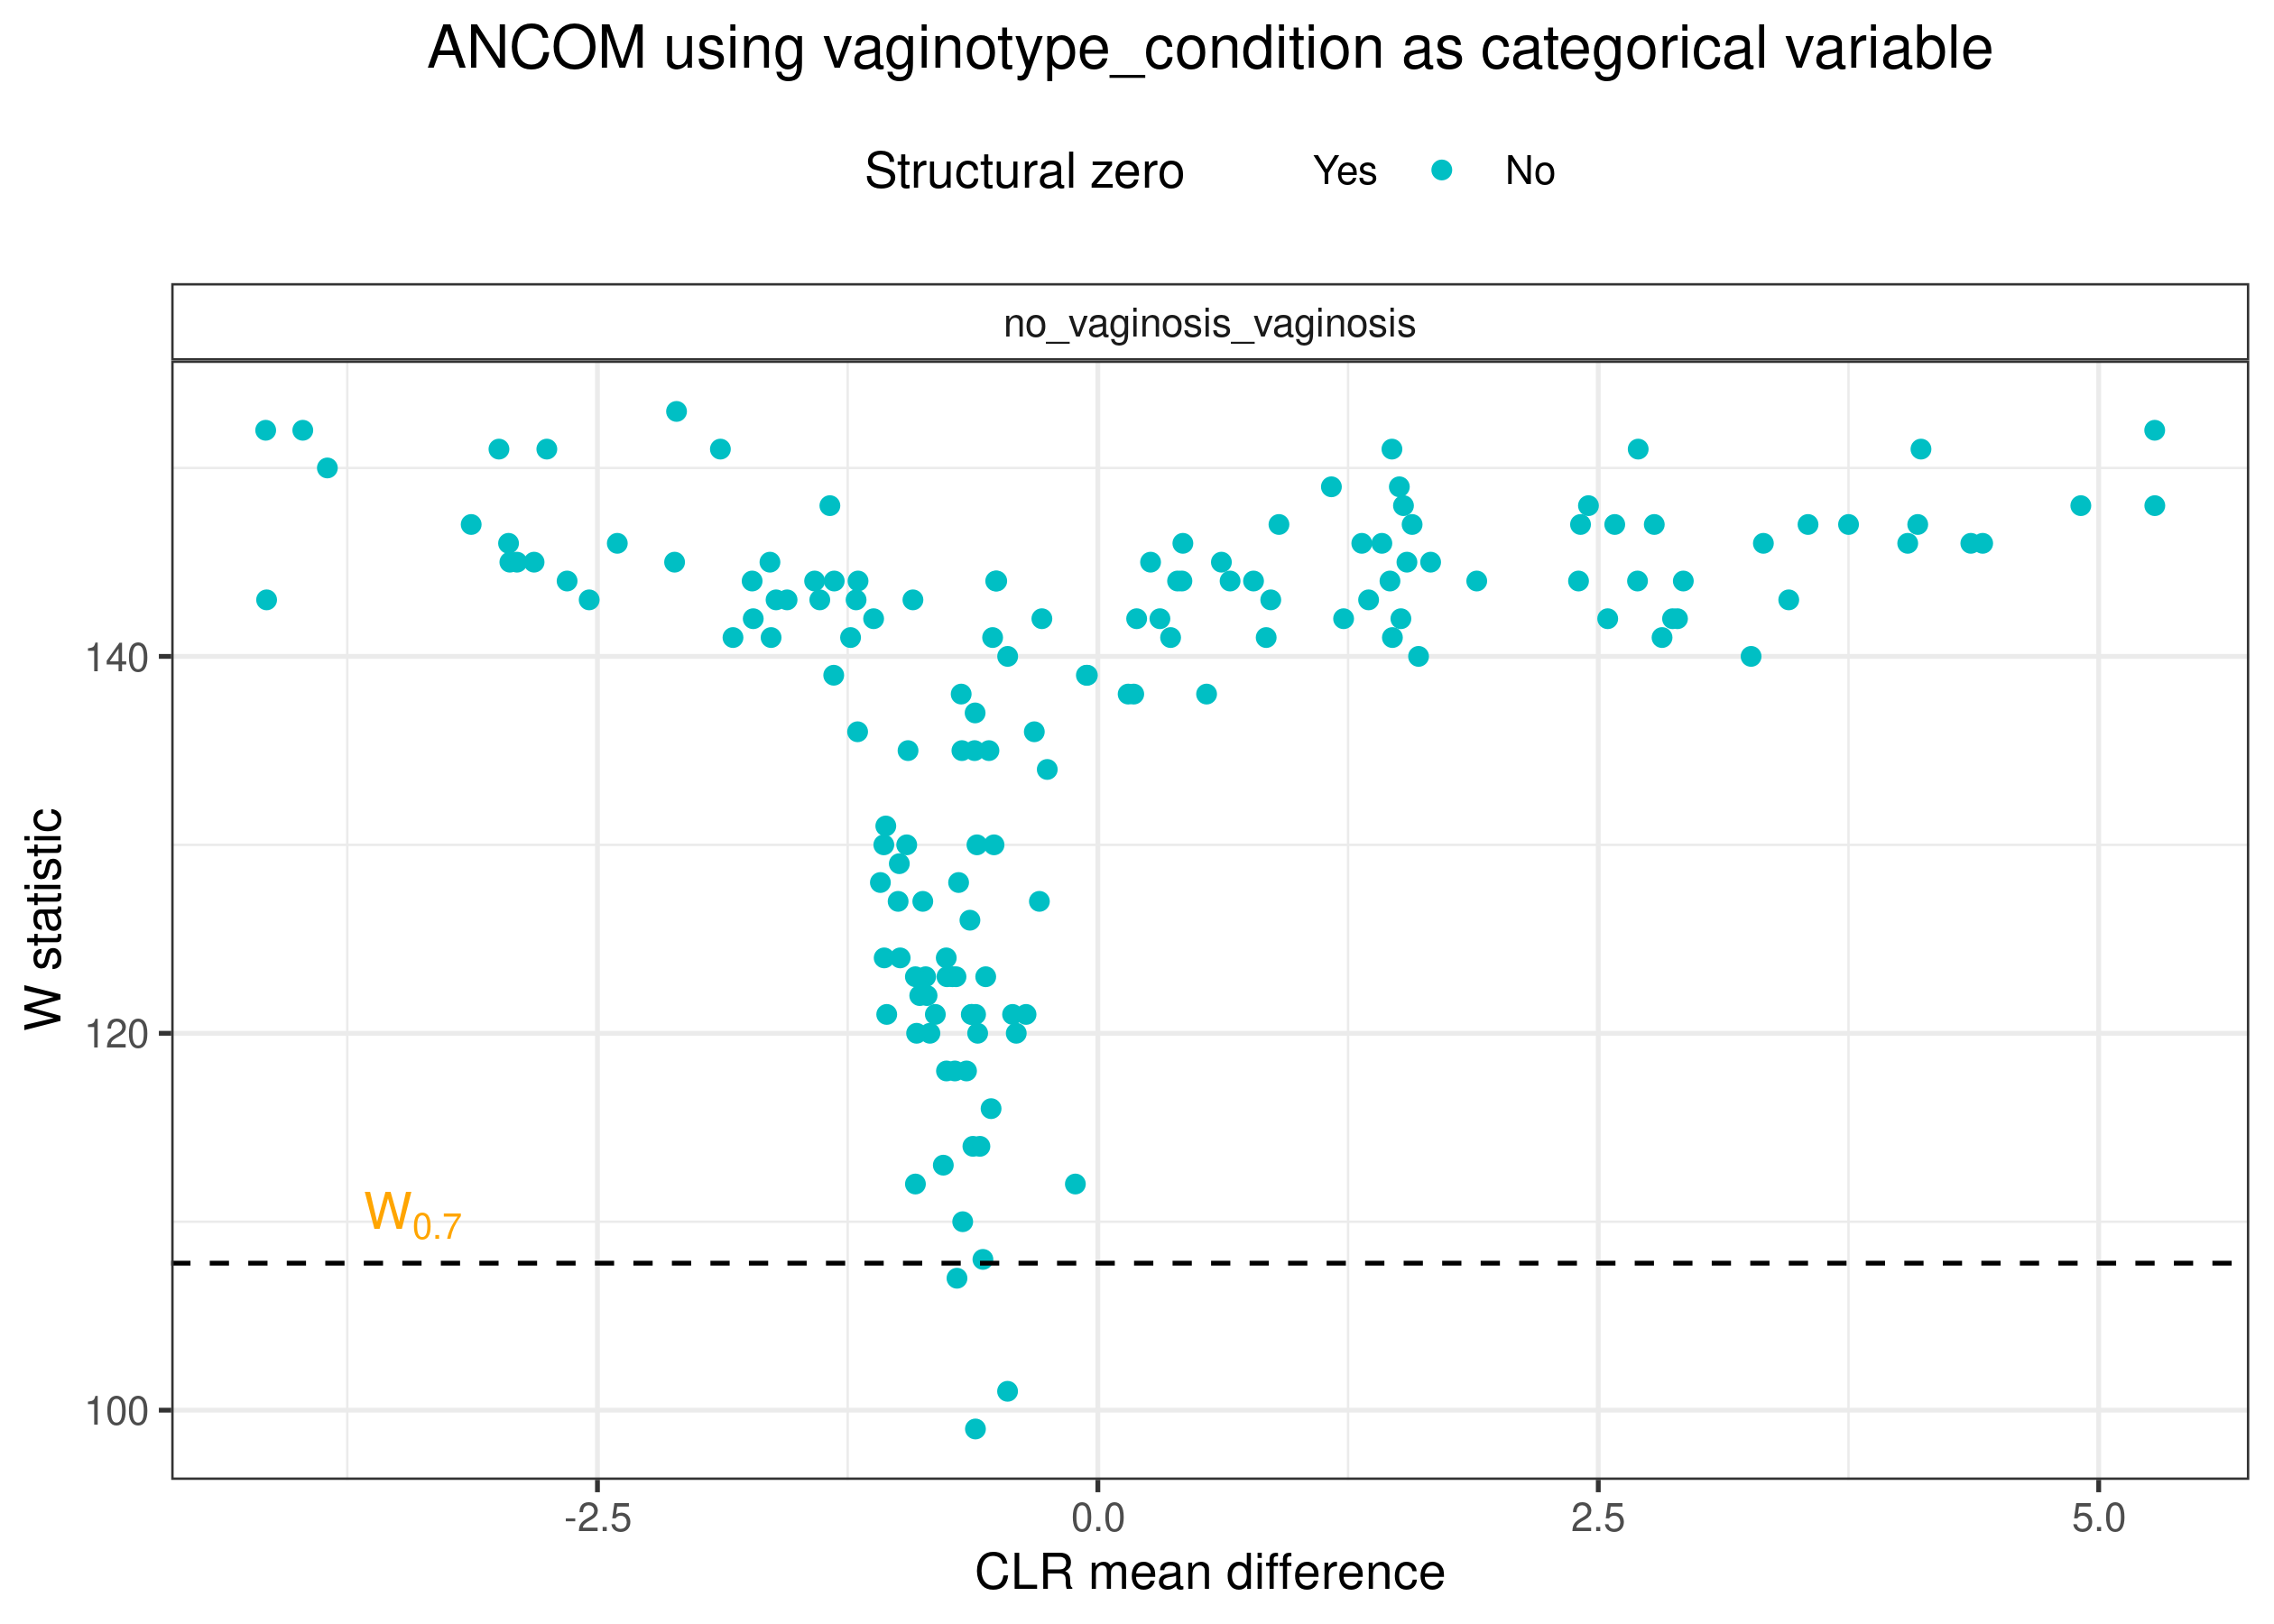 ANCOM using vaginotype_condition as categorical variable
Structural zero Yes No
no_vaginosis_vaginosis
140
120
100
W statistic
W0.7
-2.5 0.0 2.5 5.0
CLR mean difference